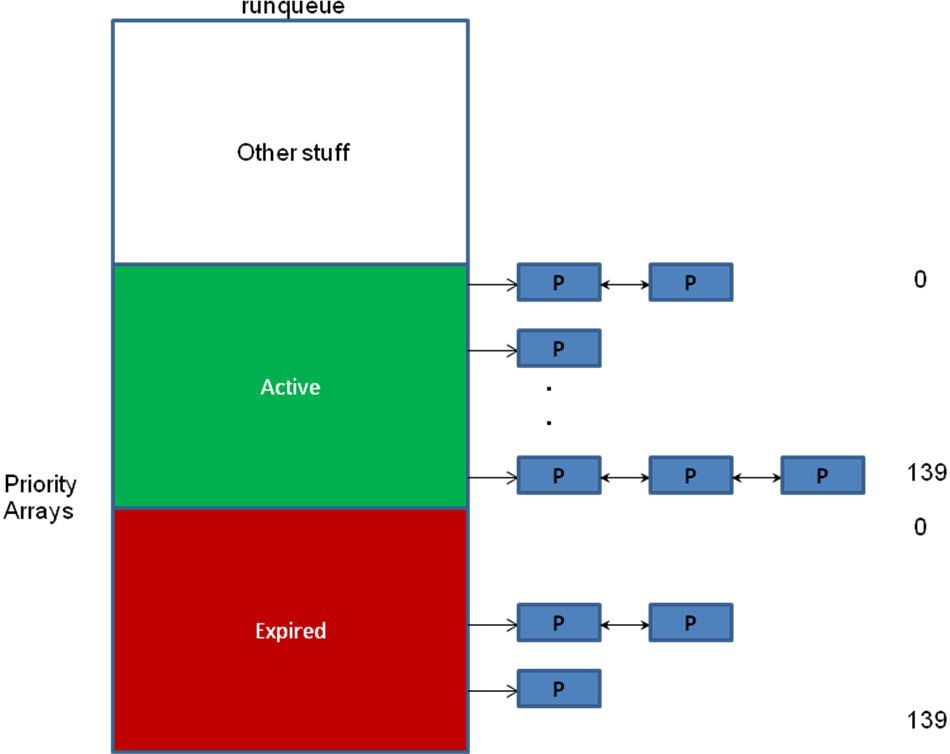 runqueue
Other stuff
P P 0
P
Active
.
.
P P P 139
Priority
Arrays
0
P P
Expired
P
139